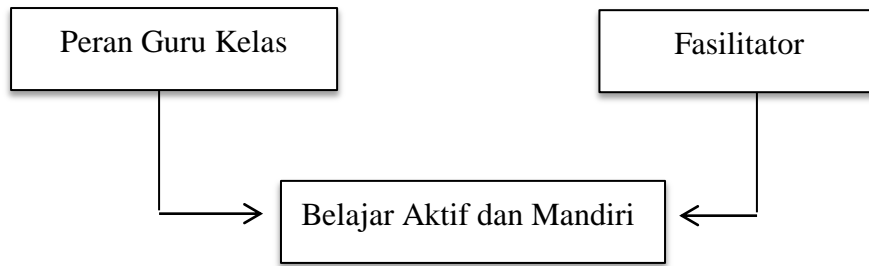 Peran Guru Kelas
Fasilitator
Belajar Aktif dan Mandiri